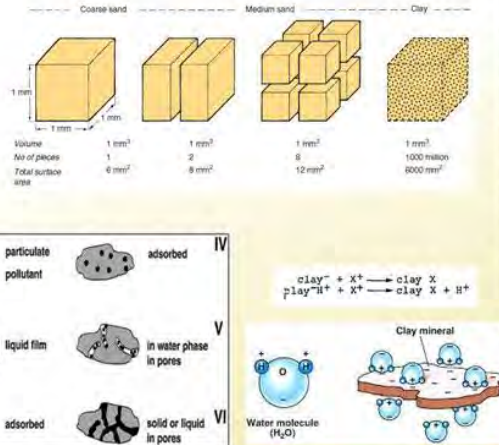 Coarse sand Medium sand Clay
1 mm
1 mm
1 mm
Volume 1 mm³ 1 mm³ 1 mm³ 1 mm³
No of pieces 1 2 8 1000 million
Total surface area 6 mm² 8 mm² 12 mm² 6000 mm²
IV
particulate pollutant adsorbed
V
liquid film in water phase in pores
VI
adsorbed solid or liquid in pores
clay⁻ + X⁺ → clay X
clay⁻H⁺ + X⁺ → clay X + H⁺
Clay mineral
+ +
H O H
Water molecule
(H₂O)